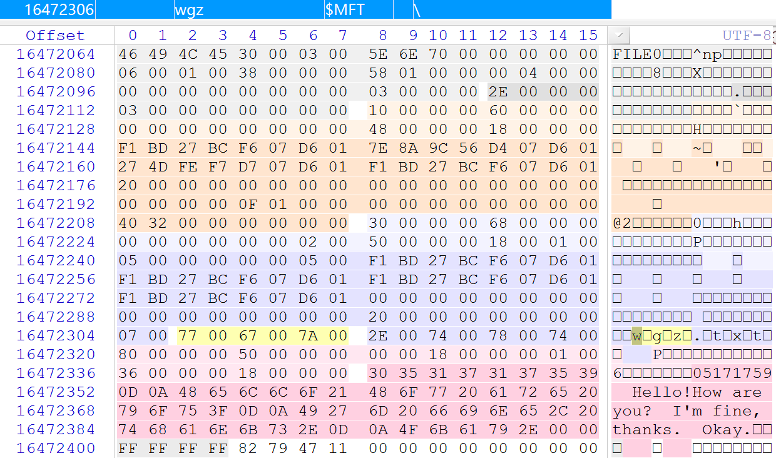 16472306 wgz $MFT \
Offset 0 1 2 3 4 5 6 7 8 9 10 11 12 13 14 15 UTF-8
16472064 46 49 4C 45 30 00 03 00 5E 6E 70 00 00 00 00 00 FILE0□□□^np□□□□□
16472080 06 00 01 00 38 00 00 00 58 01 00 00 00 04 00 00 □□□□8□□□X□□□□□□□
16472096 00 00 00 00 00 00 00 00 03 00 00 00 2E 00 00 00 □□□□□□□□□□□□.□□□
16472112 03 00 00 00 00 00 00 00 10 00 00 00 60 00 00 00 □□□□□□□□□□□□`□□□
16472128 00 00 00 00 00 00 00 00 48 00 00 00 18 00 00 00 □□□□□□□□H□□□□□□□
16472144 F1 BD 27 BC F6 07 D6 01 7E 8A 9C 56 D4 07 D6 01 □ □ ~□ □□
16472160 27 4D FE F7 D7 07 D6 01 F1 BD 27 BC F6 07 D6 01 □ □ '□ □
16472176 20 00 00 00 00 00 00 00 00 00 00 00 00 00 00 00 □□□□□□□□□□□□□□□
16472192 00 00 00 00 0F 01 00 00 00 00 00 00 00 00 00 00 □
16472208 40 32 00 00 00 00 00 00 30 00 00 00 68 00 00 00 @2□□□□□□0□□□h□□□
16472224 00 00 00 00 00 00 02 00 50 00 00 00 18 00 01 00 □□□□□□□□P□□□□□□□
16472240 05 00 00 00 00 00 05 00 F1 BD 27 BC F6 07 D6 01 □□□□□□□□□ □
16472256 F1 BD 27 BC F6 07 D6 01 F1 BD 27 BC F6 07 D6 01 □ □ □ □
16472272 F1 BD 27 BC F6 07 D6 01 00 00 00 00 00 00 00 00 □ □ □□□□□□□□
16472288 00 00 00 00 00 00 00 00 20 00 00 00 00 00 00 00 □□□□□□□□ □□□□□□□
16472304 07 00 77 00 67 00 7A 00 2E 00 74 00 78 00 74 00 □□w□g□z□.□t□x□t□
16472320 80 00 00 00 50 00 00 00 00 00 18 00 00 00 01 00 □ P□□□□□□□□□□□
16472336 36 00 00 00 18 00 00 00 30 35 31 37 31 37 35 39 6□□□□□□□05171759
16472352 0D 0A 48 65 6C 6C 6F 21 48 6F 77 20 61 72 65 20 Hello!How are
16472368 79 6F 75 3F 0D 0A 49 27 6D 20 66 69 6E 65 2C 20 you? I'm fine,
16472384 74 68 61 6E 6B 73 2E 0D 0A 4F 6B 61 79 2E 00 00 thanks. Okay.□□
16472400 FF FF FF FF 82 79 47 11 00 00 00 00 00 00 00 00 □ □ □□□□□□□□